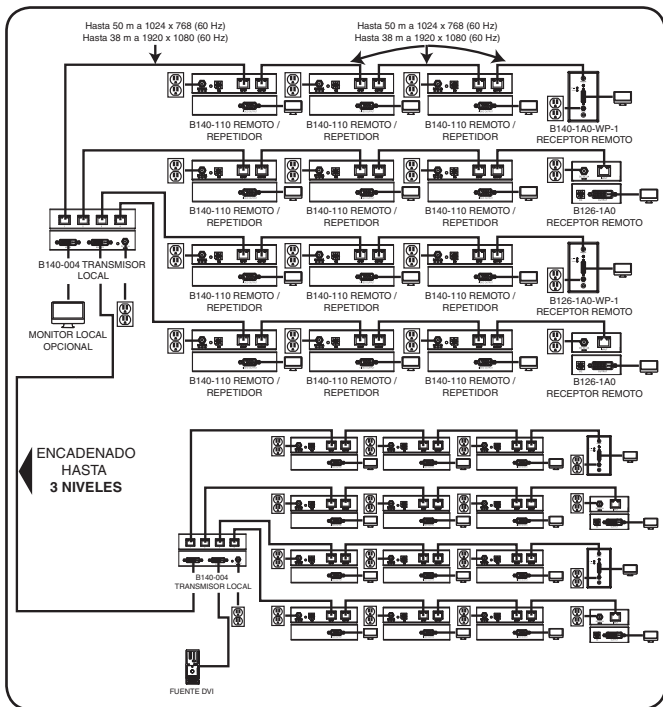 Hasta 50 m a 1024 x 768 (60 Hz)
Hasta 38 m a 1920 x 1080 (60 Hz)
Hasta 50 m a 1024 x 768 (60 Hz)
Hasta 38 m a 1920 x 1080 (60 Hz)
B140-110 REMOTO /
REPETIDOR
B140-110 REMOTO /
REPETIDOR
B140-110 REMOTO /
REPETIDOR
B140-1A0-WP-1
RECEPTOR REMOTO
B140-110 REMOTO /
REPETIDOR
B140-110 REMOTO /
REPETIDOR
B140-110 REMOTO /
REPETIDOR
B126-1A0
RECEPTOR REMOTO
B140-004 TRANSMISOR
LOCAL
B140-110 REMOTO /
REPETIDOR
B140-110 REMOTO /
REPETIDOR
B140-110 REMOTO /
REPETIDOR
B126-1A0-WP-1
RECEPTOR REMOTO
MONITOR LOCAL
OPCIONAL
B140-110 REMOTO /
REPETIDOR
B140-110 REMOTO /
REPETIDOR
B140-110 REMOTO /
REPETIDOR
B126-1A0
RECEPTOR REMOTO
ENCADENADO
HASTA
3 NIVELES
B140-004
TRANSMISOR LOCAL
FUENTE DVI